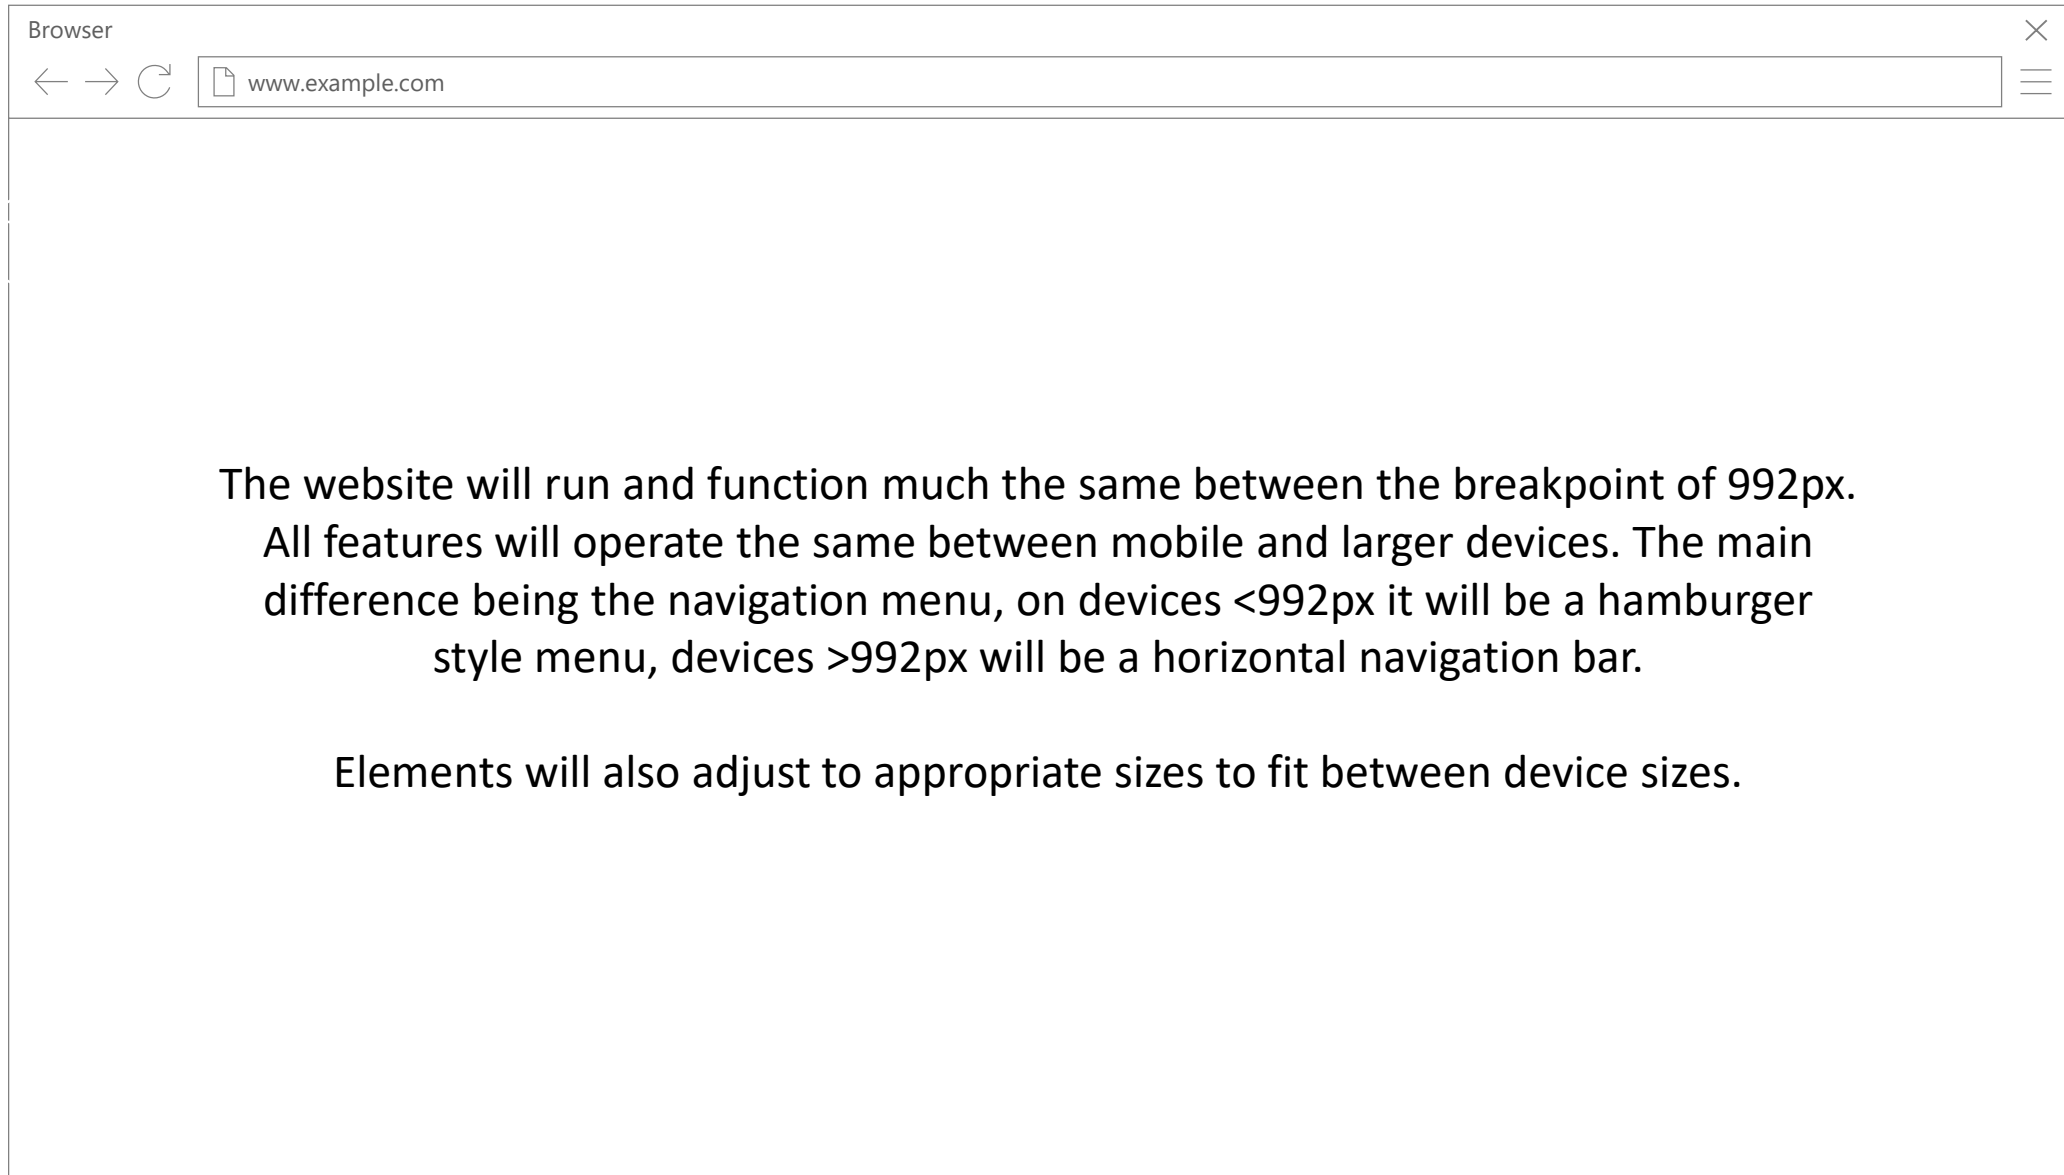 Browser
www.example.com
The website will run and function much the same between the breakpoint of 992px.
All features will operate the same between mobile and larger devices. The main
difference being the navigation menu, on devices <992px it will be a hamburger
style menu, devices >992px will be a horizontal navigation bar.
Elements will also adjust to appropriate sizes to fit between device sizes.